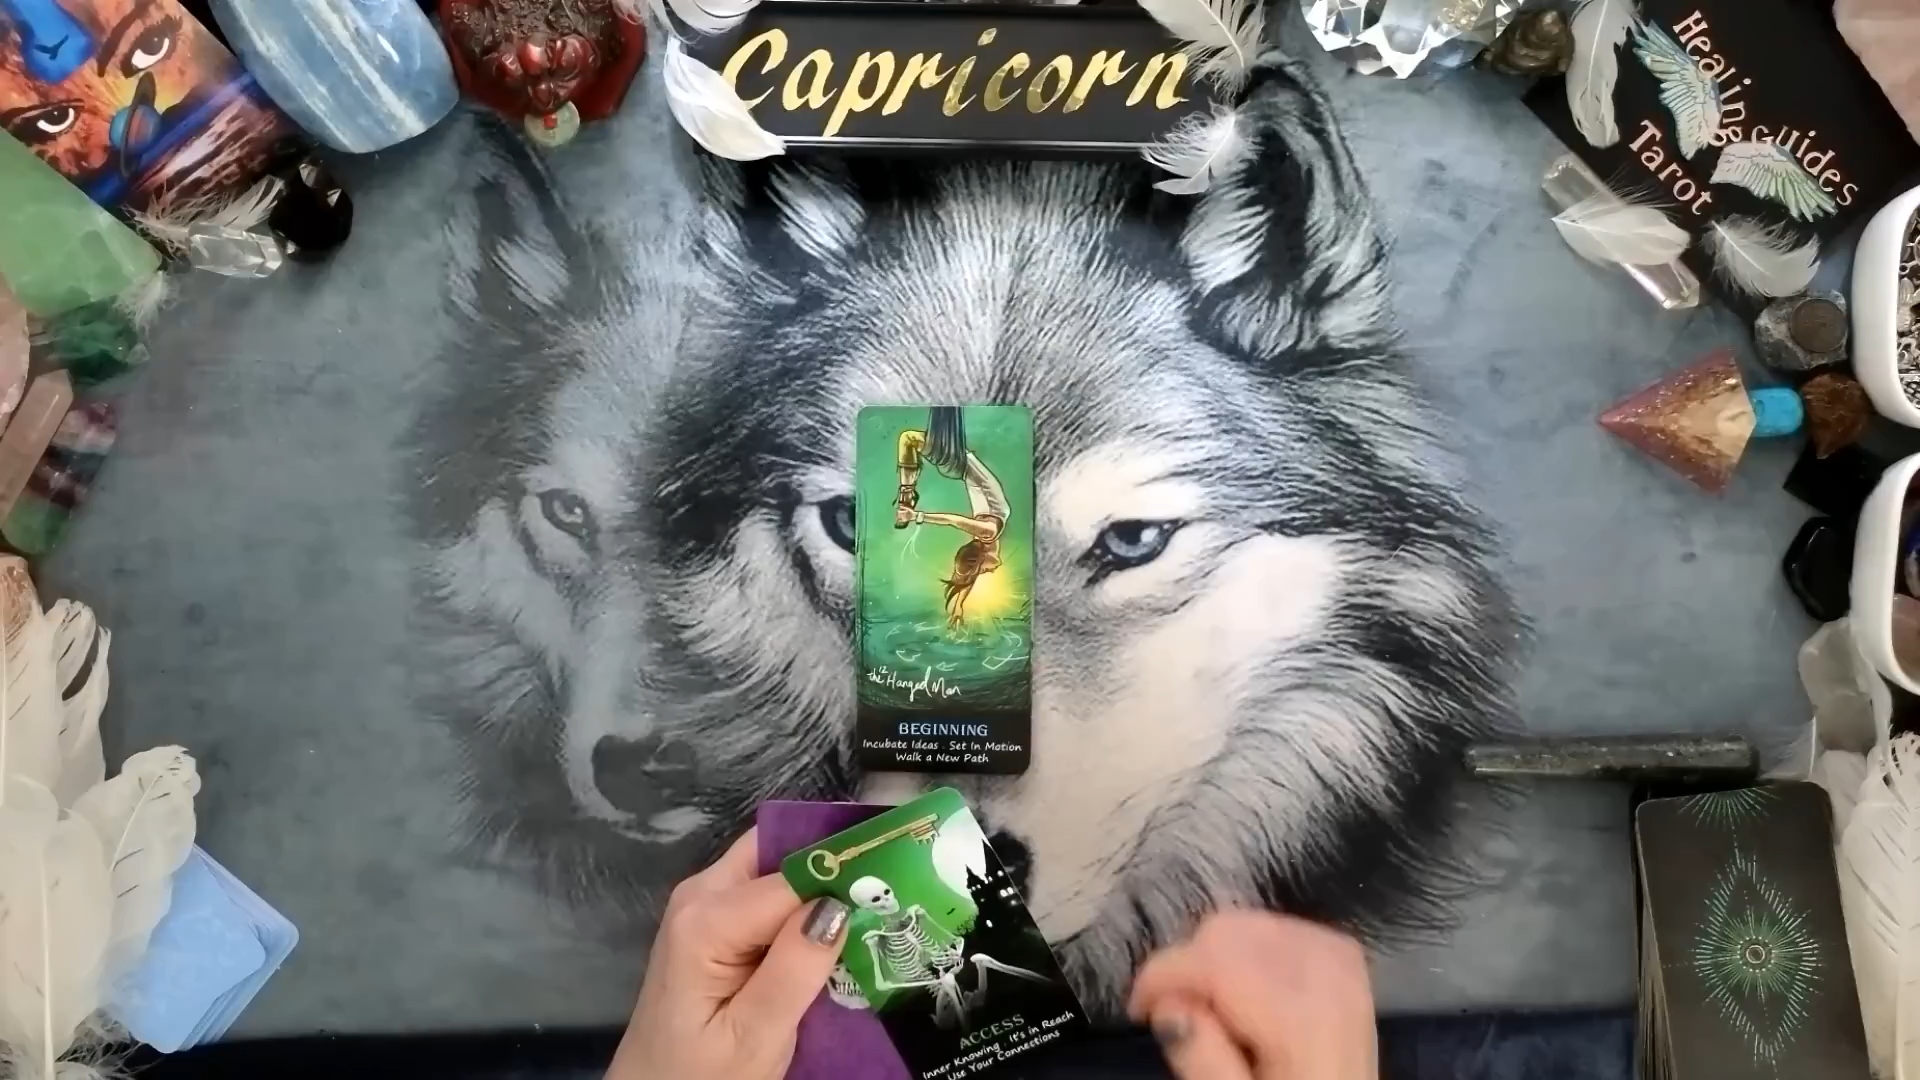 Capricorn
Healing Guides
Tarot
the 12 Hanged Man
BEGINNING
Incubate Ideas . Set In Motion
Walk a New Path
ACCESS
Inner Knowing . It's in Reach
Use Your Connections